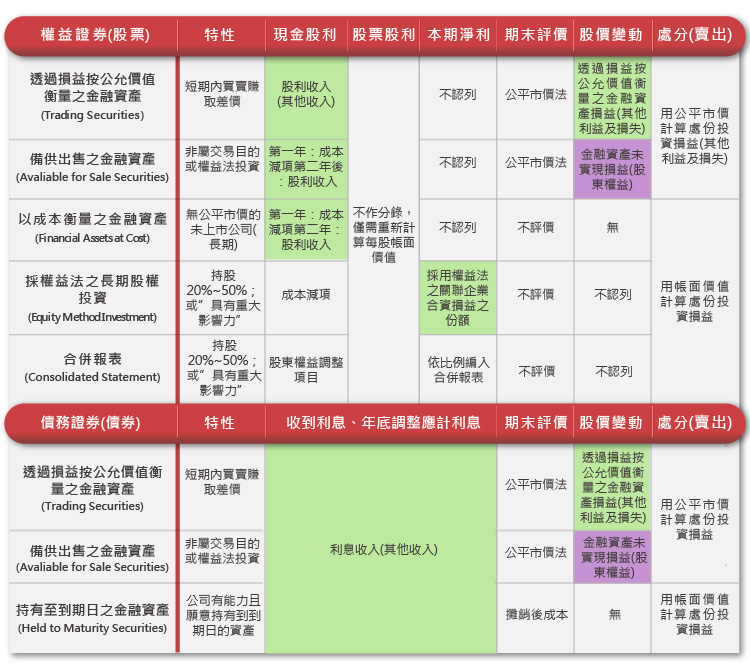 權益證券(股票)
特性
現金股利
股票股利
本期淨利
期末評價
股價變動
處分(賣出)
透過損益按公允價值
衡量之金融資產
(Trading Securities)
短期內買賣賺
取差價
股利收入
(其他收入)
不作分錄，
僅需重新計
算每股帳面
價值
不認列
公平市價法
透過損益按
公允價值衡
量之金融資
產損益(其他
利益及損失)
用公平市價
計算處份投
資損益(其他
利益及損失)
備供出售之金融資產
(Avaliable for Sale Securities)
非屬交易目的
或權益法投資
第一年：成本
減項第二年後
：股利收入
不認列
公平市價法
金融資產未
實現損益(股
東權益)
以成本衡量之金融資產
(Financial Assets at Cost)
無公平市價的
未上市公司(
長期)
第一年：成本
減項第二年：
股利收入
不認列
不評價
無
用帳面價值
計算處份投
資損益
採權益法之長期股權
投資
(Equity Method Investment)
持股
20%~50%；
或”具有重大
影響力”
成本減項
採用權益法
之關聯企業
合資損益之
份額
不評價
不認列
合併報表
(Consolidated Statement)
持股
20%~50%；
或”具有重大
影響力”
股東權益調整
項目
依比例編入
合併報表
不評價
不認列
債務證券(債券)
特性
收到利息、年底調整應計利息
期末評價
股價變動
處分(賣出)
透過損益按公允價值衡
量之金融資產
(Trading Securities)
短期內買賣賺
取差價
利息收入(其他收入)
公平市價法
透過損益按
公允價值衡
量之金融資
產損益(其他
利益及損失)
用公平市價
計算處份投
資損益
備供出售之金融資產
(Avaliable for Sale Securities)
非屬交易目的
或權益法投資
公平市價法
金融資產未
實現損益(股
東權益)
持有至到期日之金融資產
(Held to Maturity Securities)
公司有能力且
願意持有到到
期日的資產
攤銷後成本
無
用帳面價值
計算處份投
資損益